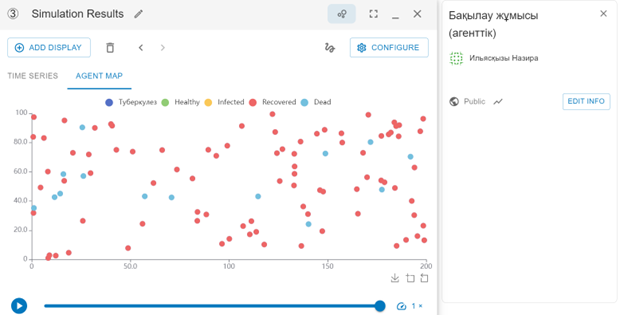 ③ Simulation Results
ADD DISPLAY
CONFIGURE
TIME SERIES AGENT MAP
Туберкулез Healthy Infected Recovered Dead
100
80.0
60.0
40.0
20.0
0
0 50.0 100 150 200
1 ×
Бақылау жұмысы
(агенттік)
Ильясқызы Назира
Public
EDIT INFO